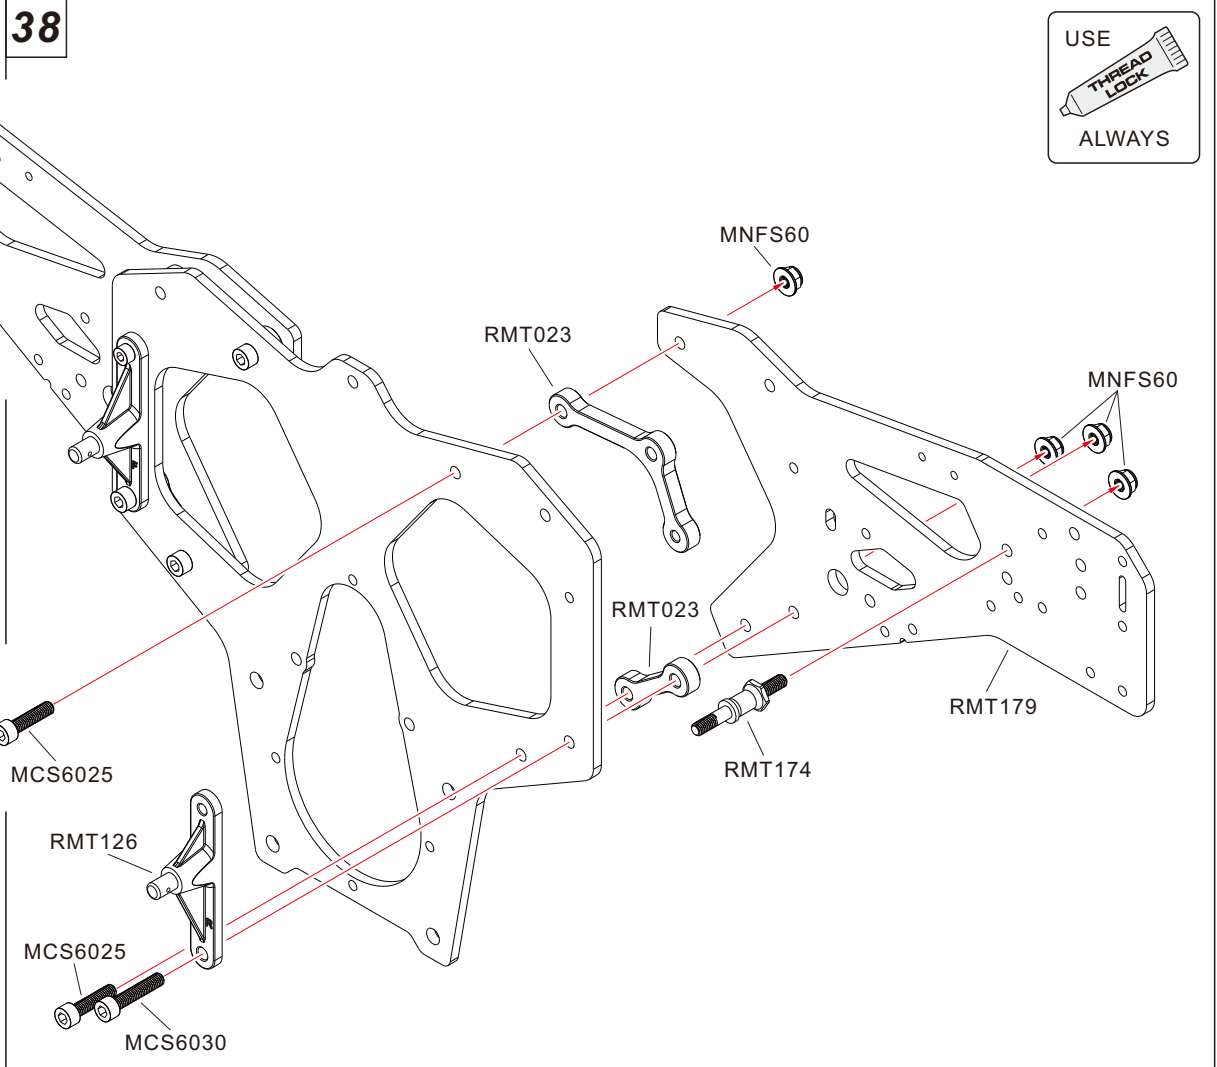 38
USE
THREAD
LOCK
ALWAYS
MNFS60
RMT023
MNFS60
RMT023
RMT179
RMT174
MCS6025
RMT126
R
MCS6025
MCS6030